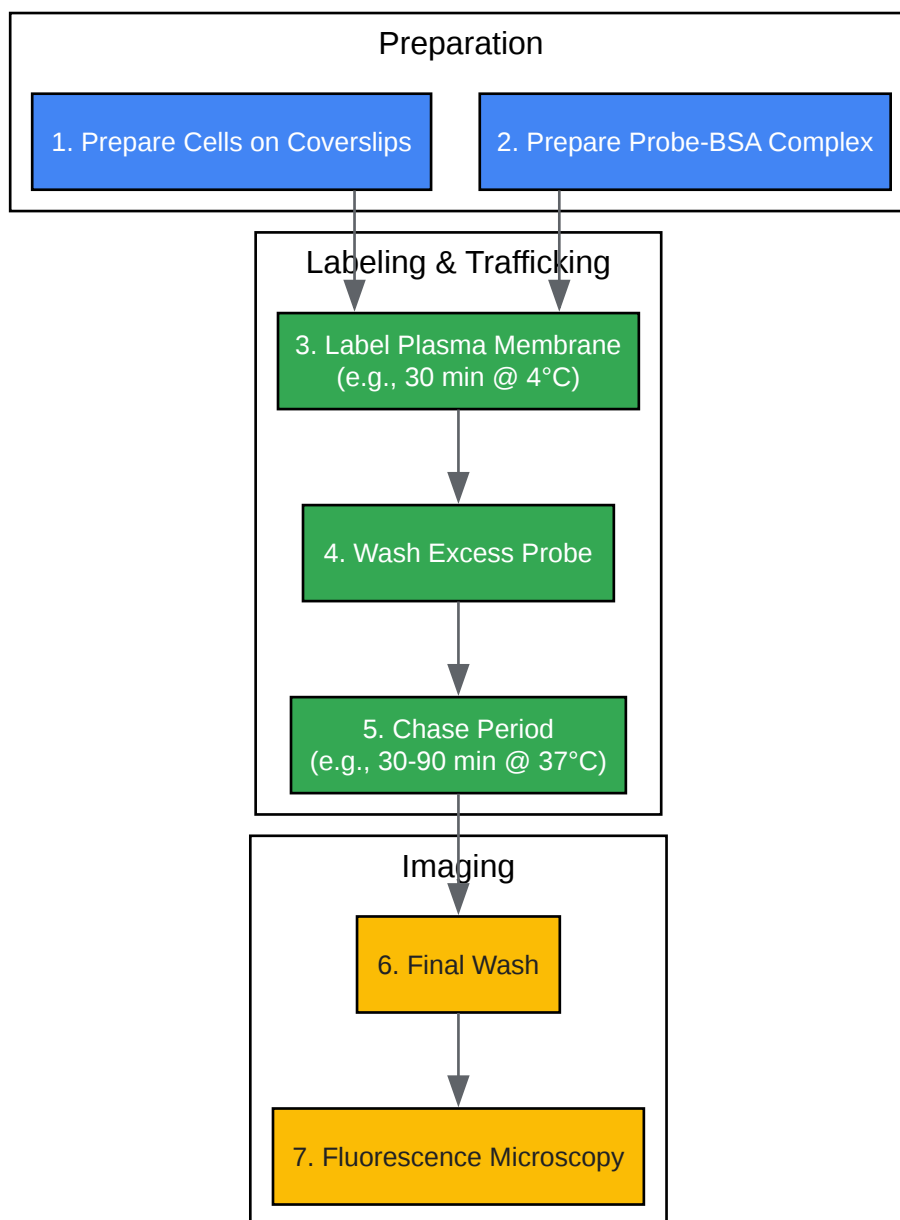 Preparation
1. Prepare Cells on Coverslips
2. Prepare Probe-BSA Complex
Labeling & Trafficking
3. Label Plasma Membrane
(e.g., 30 min @ 4°C)
4. Wash Excess Probe
5. Chase Period
(e.g., 30-90 min @ 37°C)
Imaging
6. Final Wash
7. Fluorescence Microscopy